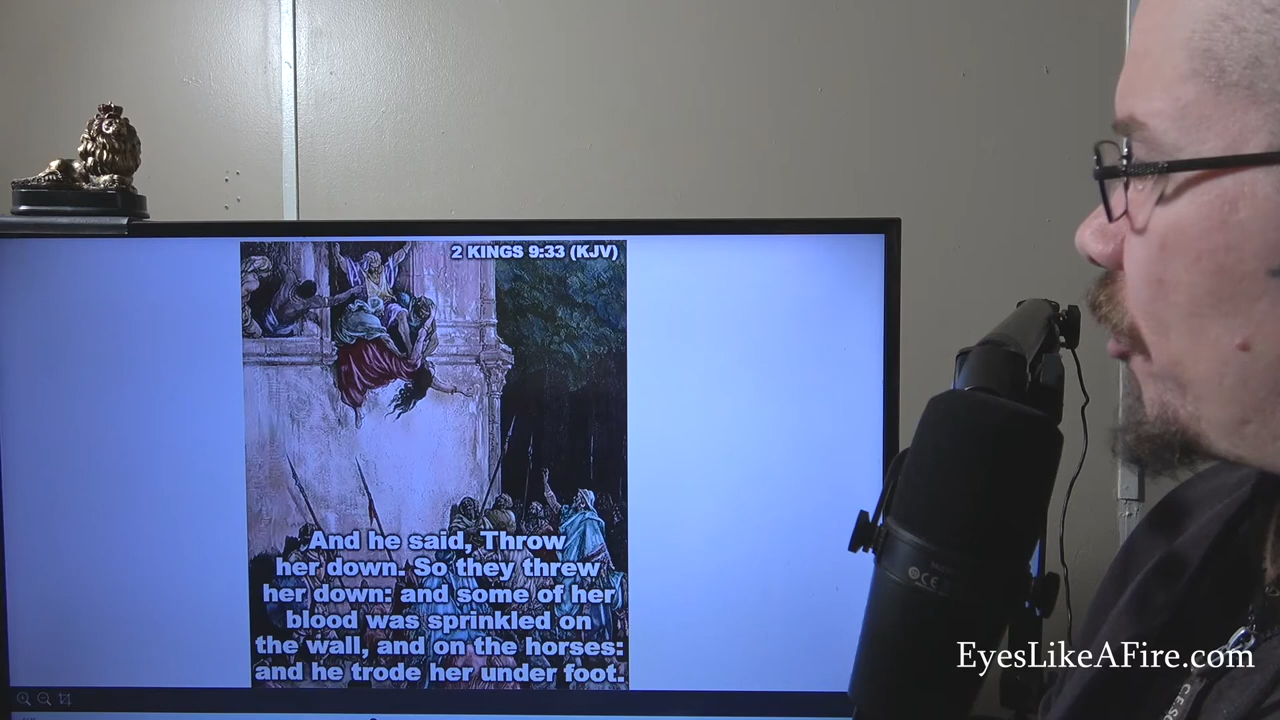 2 KINGS 9:33 (KJV)
And he said, Throw
her down. So they threw
her down: and some of her
blood was sprinkled on
the wall, and on the horses:
and he trode her under foot.
EyesLikeAFire.com